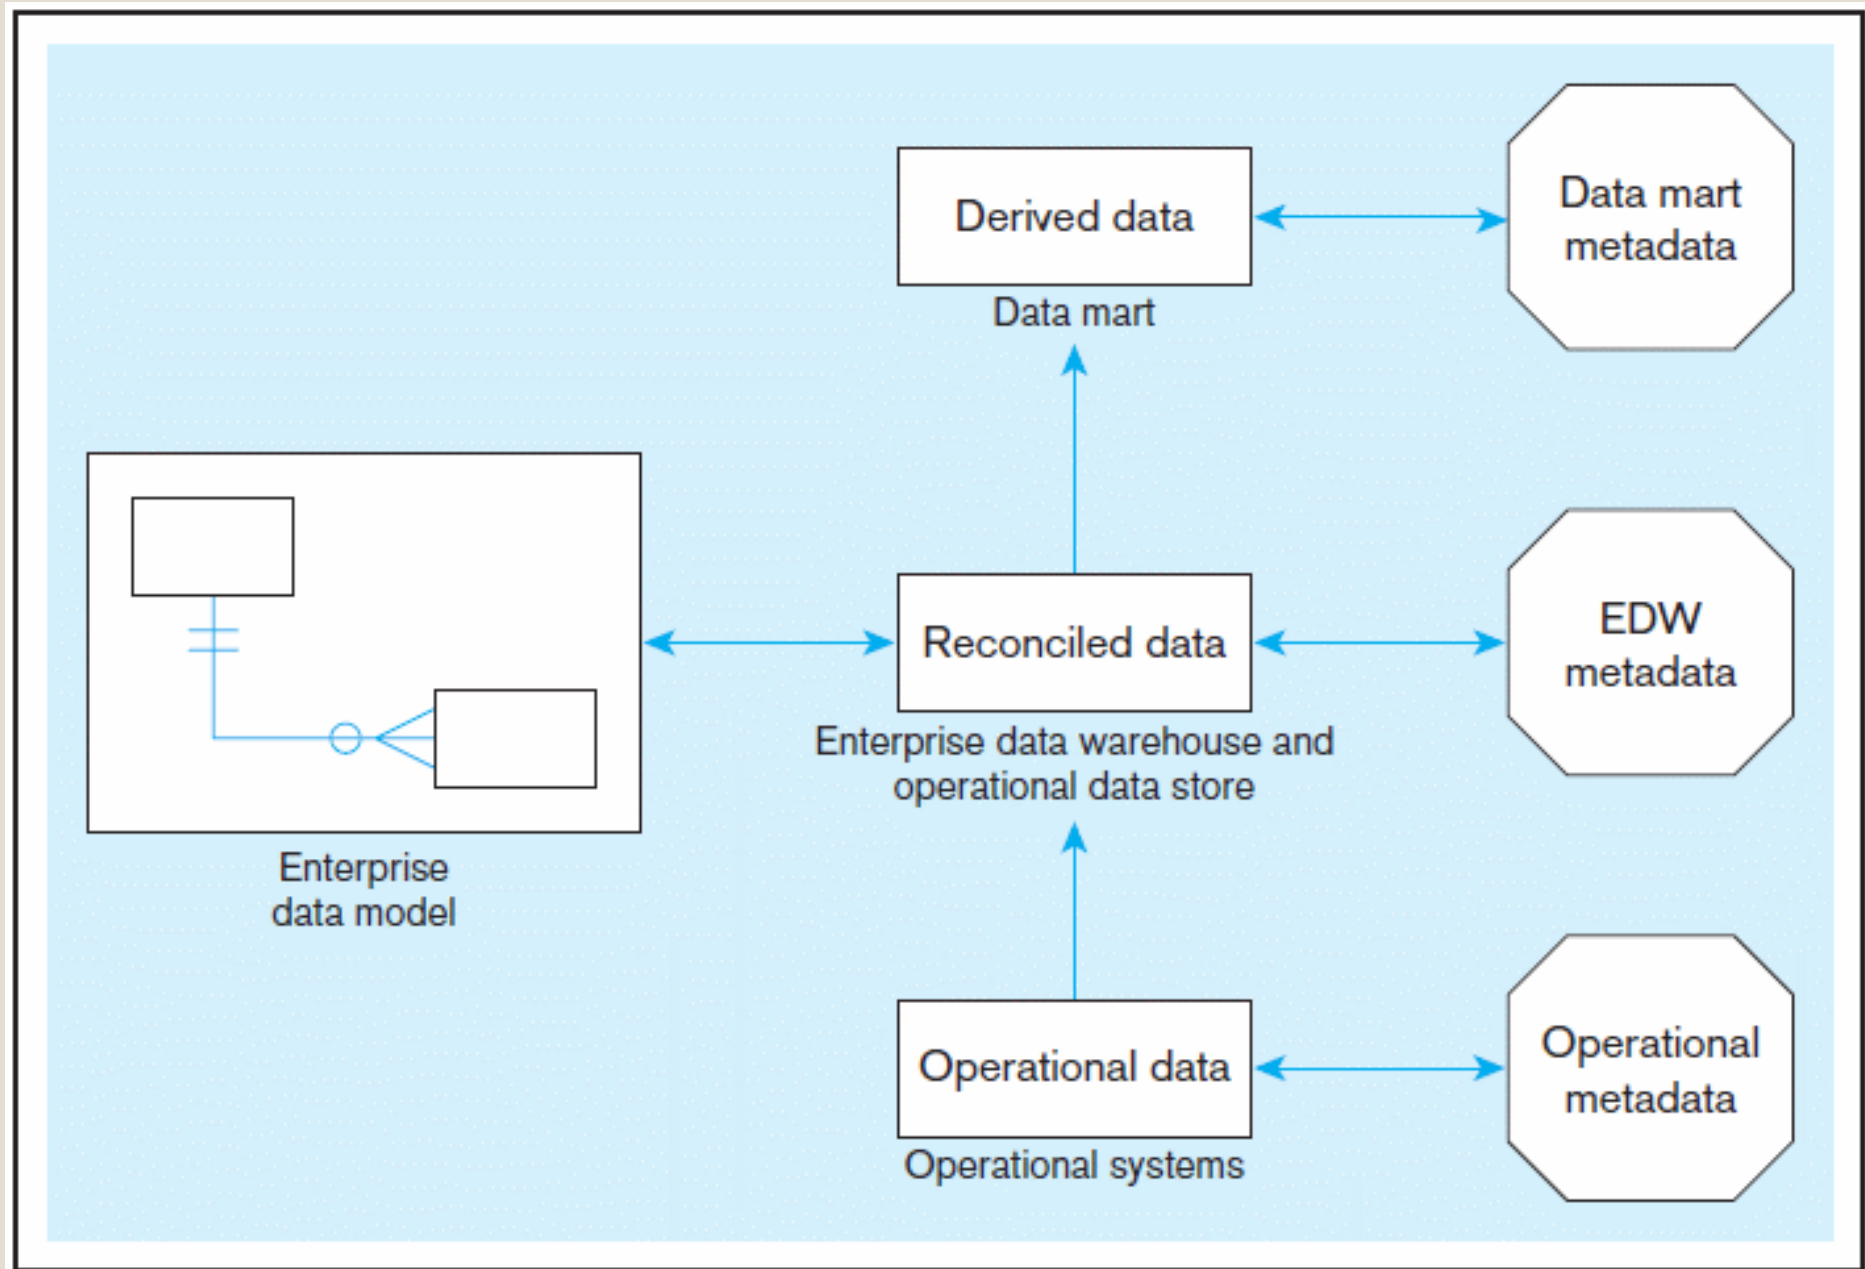 Derived data
Data mart
Data mart
metadata
Reconciled data
Enterprise data warehouse and
operational data store
EDW
metadata
Enterprise
data model
Operational data
Operational systems
Operational
metadata